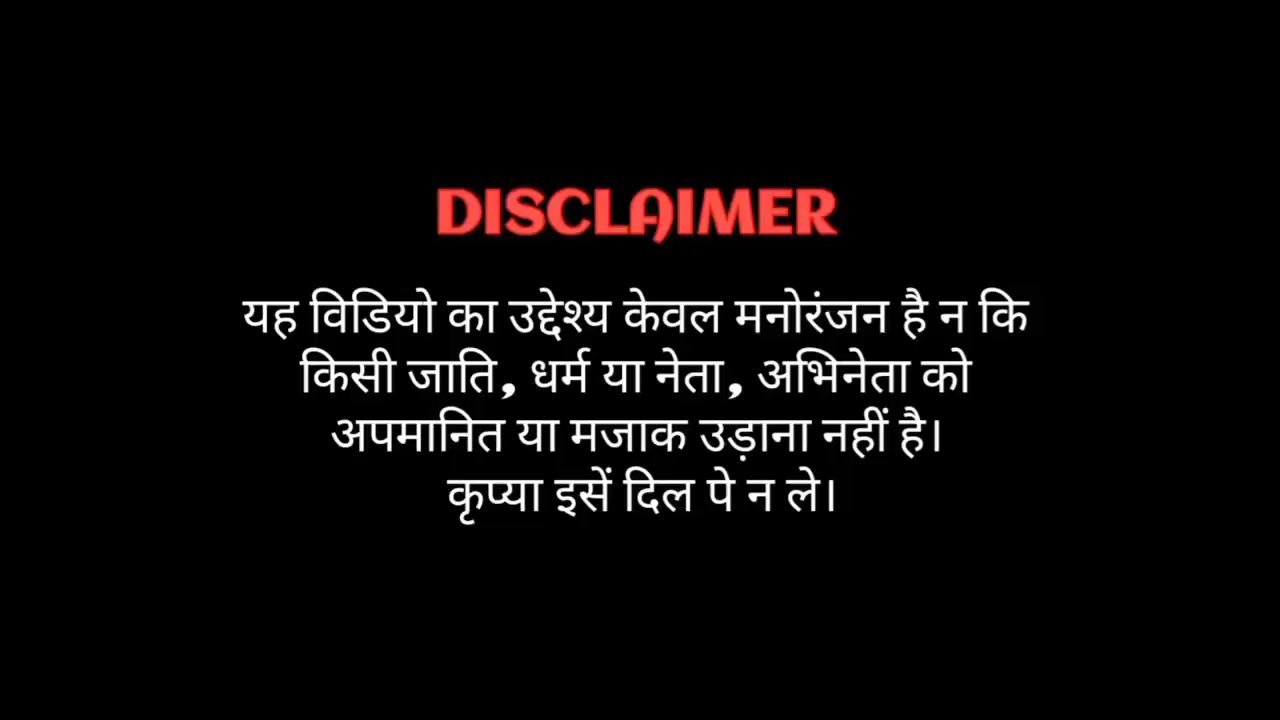 DISCLAIMER
यह विडियो का उद्देश्य केवल मनोरंजन है न कि
किसी जाति, धर्म या नेता, अभिनेता को
अपमानित या मजाक उड़ाना नहीं है।
कृप्या इसें दिल पे न ले।